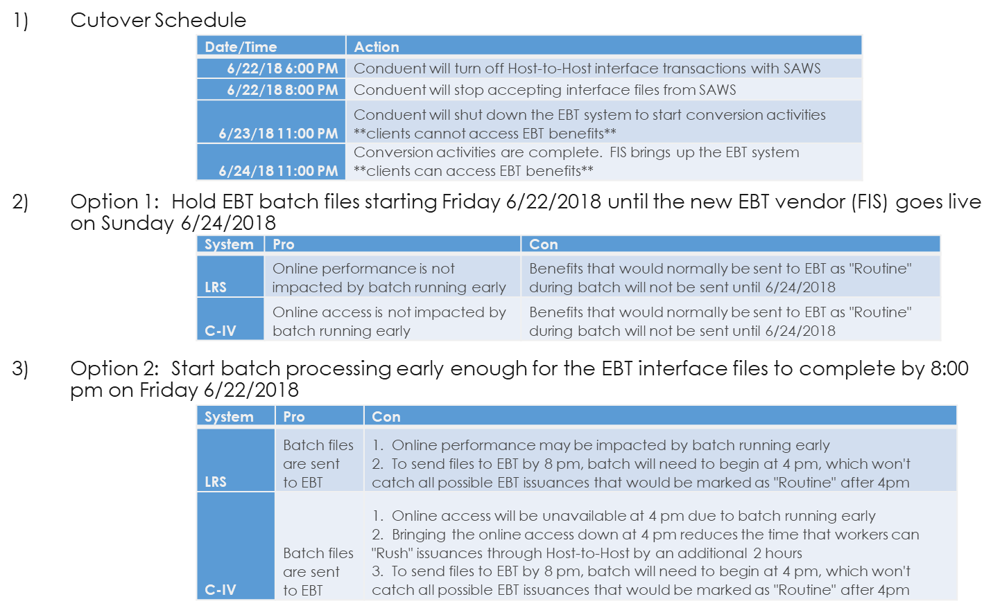 1) Cutover Schedule
Date/Time Action
6/22/18 6:00 PM Conduent will turn off Host-to-Host interface transactions with SAWS
6/22/18 8:00 PM Conduent will stop accepting interface files from SAWS
Conduent will shut down the EBT system to start conversion activities
6/23/18 11:00 PM **clients cannot access EBT benefits**
Conversion activities are complete. FIS brings up the EBT system
6/24/18 11:00 PM **clients can access EBT benefits**
2) Option 1: Hold EBT batch files starting Friday 6/22/2018 until the new EBT vendor (FIS) goes live
on Sunday 6/24/2018
System Pro Con
Online performance is not Benefits that would normally be sent to EBT as "Routine"
LRS impacted by batch running early during batch will not be sent until 6/24/2018
Online access is not impacted by Benefits that would normally be sent to EBT as "Routine"
C-IV batch running early during batch will not be sent until 6/24/2018
3) Option 2: Start batch processing early enough for the EBT interface files to complete by 8:00
pm on Friday 6/22/2018
System Pro Con
Batch files 1. Online performance may be impacted by batch running early
are sent 2. To send files to EBT by 8 pm, batch will need to begin at 4 pm, which won't
LRS to EBT catch all possible EBT issuances that would be marked as "Routine" after 4pm
1. Online access will be unavailable at 4 pm due to batch running early
2. Bringing the online access down at 4 pm reduces the time that workers can
Batch files "Rush" issuances through Host-to-Host by an additional 2 hours
are sent 3. To send files to EBT by 8 pm, batch will need to begin at 4 pm, which won't
C-IV to EBT catch all possible EBT issuances that would be marked as "Routine" after 4pm